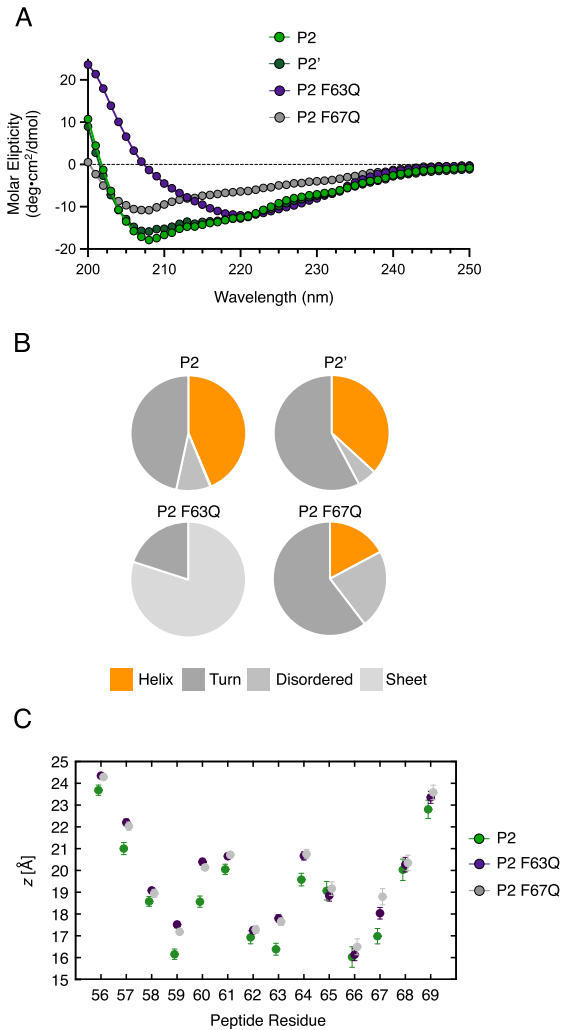 A
P2
P2'
P2 F63Q
P2 F67Q
Molar Elipticity
(deg•cm²/dmol)
20
10
0
-10
-20
200 210 220 230 240 250
Wavelength (nm)
B
P2 P2'
P2 F63Q P2 F67Q
Helix Turn Disordered Sheet
C
z [Å]
25
24
23
22
21
20
19
18
17
16
15
56 57 58 59 60 61 62 63 64 65 66 67 68 69
Peptide Residue
P2
P2 F63Q
P2 F67Q